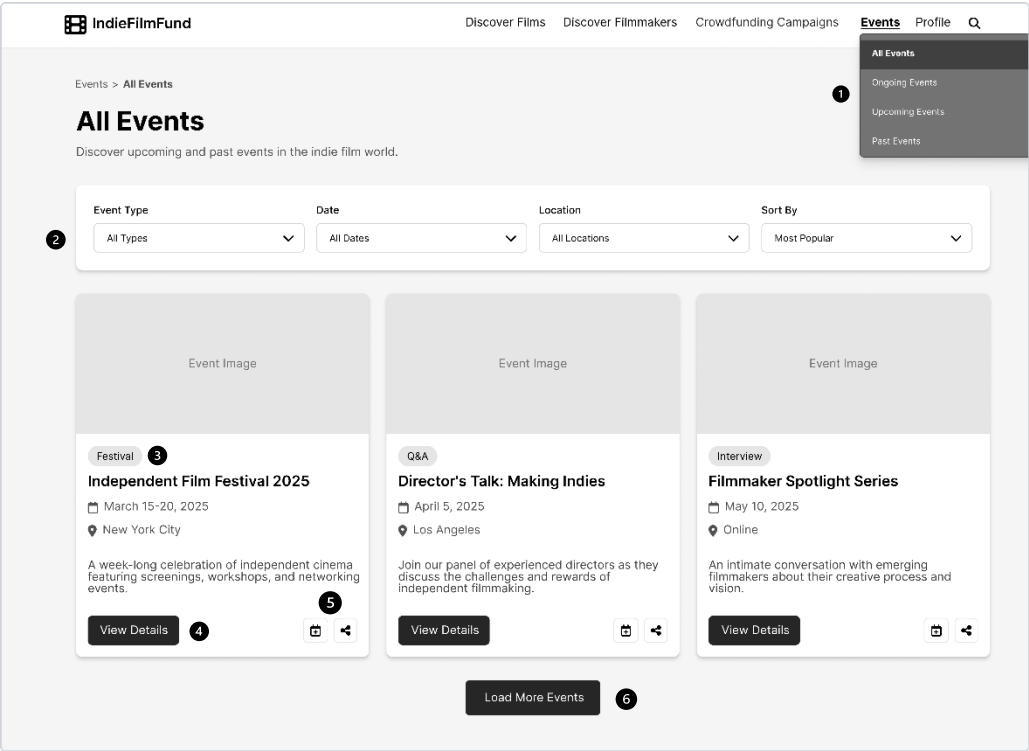 IndieFilmFund
Discover Films Discover Filmmakers Crowdfunding Campaigns Events Profile
All Events
Ongoing Events
Upcoming Events
Past Events
1
Events > All Events
All Events
Discover upcoming and past events in the indie film world.
Event Type Date Location Sort By
2
All Types All Dates All Locations Most Popular
Event Image Event Image Event Image
Festival 3
Independent Film Festival 2025
March 15-20, 2025
New York City
A week-long celebration of independent cinema
featuring screenings, workshops, and networking
events.
5
View Details 4
Q&A
Director's Talk: Making Indies
April 5, 2025
Los Angeles
Join our panel of experienced directors as they
discuss the challenges and rewards of
independent filmmaking.
View Details
Interview
Filmmaker Spotlight Series
May 10, 2025
Online
An intimate conversation with emerging
filmmakers about their creative process and
vision.
View Details
Load More Events 6